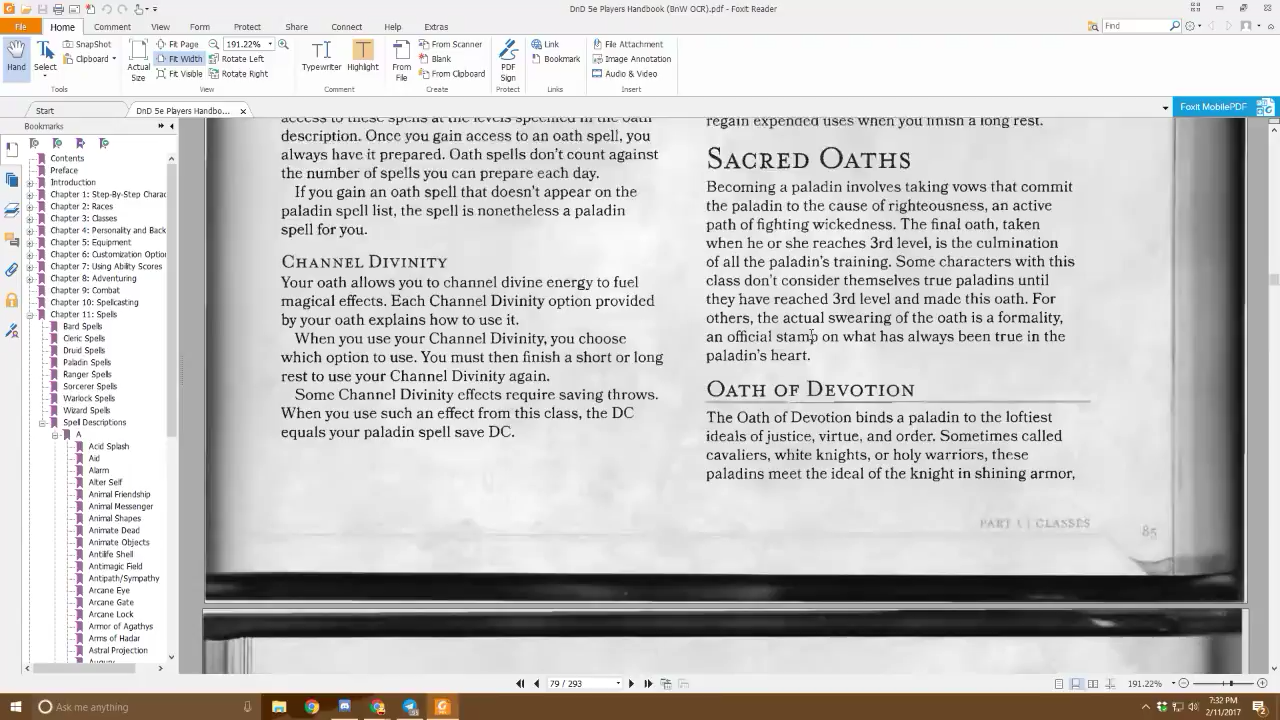 DnD 5e Players Handbook (BnW OCR).pdf - Foxit Reader
File Home Comment View Form Protect Share Connect Help Extras
Find
Hand
Select
SnapShot
Clipboard
Tools
Actual Size
Fit Page
Fit Width
Fit Visible
191.22%
Rotate Left
Rotate Right
View
Typewriter
Highlight
Comment
From File
From Scanner
Blank
From Clipboard
Create
PDF Sign
Protect
Link
Bookmark
Links
File Attachment
Image Annotation
Audio & Video
Insert
Start
DnD 5e Players Handbo...
Foxit MobilePDF
Bookmarks
Contents
Preface
Introduction
Chapter 1: Step-By-Step Charac
Chapter 2: Races
Chapter 3: Classes
Chapter 4: Personality and Back
Chapter 5: Equipment
Chapter 6: Customization Option
Chapter 7: Using Ability Scores
Chapter 8: Adventuring
Chapter 9: Combat
Chapter 10: Spellcasting
Chapter 11: Spells
Bard Spells
Cleric Spells
Druid Spells
Paladin Spells
Ranger Spells
Sorcerer Spells
Warlock Spells
Wizard Spells
Spell Descriptions
A
Acid Splash
Aid
Alarm
Alter Self
Animal Friendship
Animal Messenger
Animal Shapes
Animate Dead
Animate Objects
Antilife Shell
Antimagic Field
Antipathy/Sympathy
Arcane Eye
Arcane Gate
Arcane Lock
Armor of Agathys
Arms of Hadar
Astral Projection
Augury
access to these spells at the levels specified in the oath
description. Once you gain access to an oath spell, you
always have it prepared. Oath spells don't count against
the number of spells you can prepare each day.
If you gain an oath spell that doesn't appear on the
paladin spell list, the spell is nonetheless a paladin
spell for you.
CHANNEL DIVINITY
Your oath allows you to channel divine energy to fuel
magical effects. Each Channel Divinity option provided
by your oath explains how to use it.
When you use your Channel Divinity, you choose
which option to use. You must then finish a short or long
rest to use your Channel Divinity again.
Some Channel Divinity effects require saving throws.
When you use such an effect from this class, the DC
equals your paladin spell save DC.
regain expended uses when you finish a long rest.
SACRED OATHS
Becoming a paladin involves taking vows that commit
the paladin to the cause of righteousness, an active
path of fighting wickedness. The final oath, taken
when he or she reaches 3rd level, is the culmination
of all the paladin's training. Some characters with this
class don't consider themselves true paladins until
they have reached 3rd level and made this oath. For
others, the actual swearing of the oath is a formality,
an official stamp on what has always been true in the
paladin's heart.
OATH OF DEVOTION
The Oath of Devotion binds a paladin to the loftiest
ideals of justice, virtue, and order. Sometimes called
cavaliers, white knights, or holy warriors, these
paladins meet the ideal of the knight in shining armor,
PART 1 | CLASSES
85
79 / 293
191.22%
Ask me anything
7:32 PM
2/11/2017